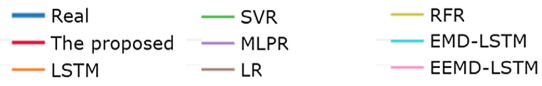 Real SVR RFR
The proposed MLPR EMD-LSTM
LSTM LR EEMD-LSTM